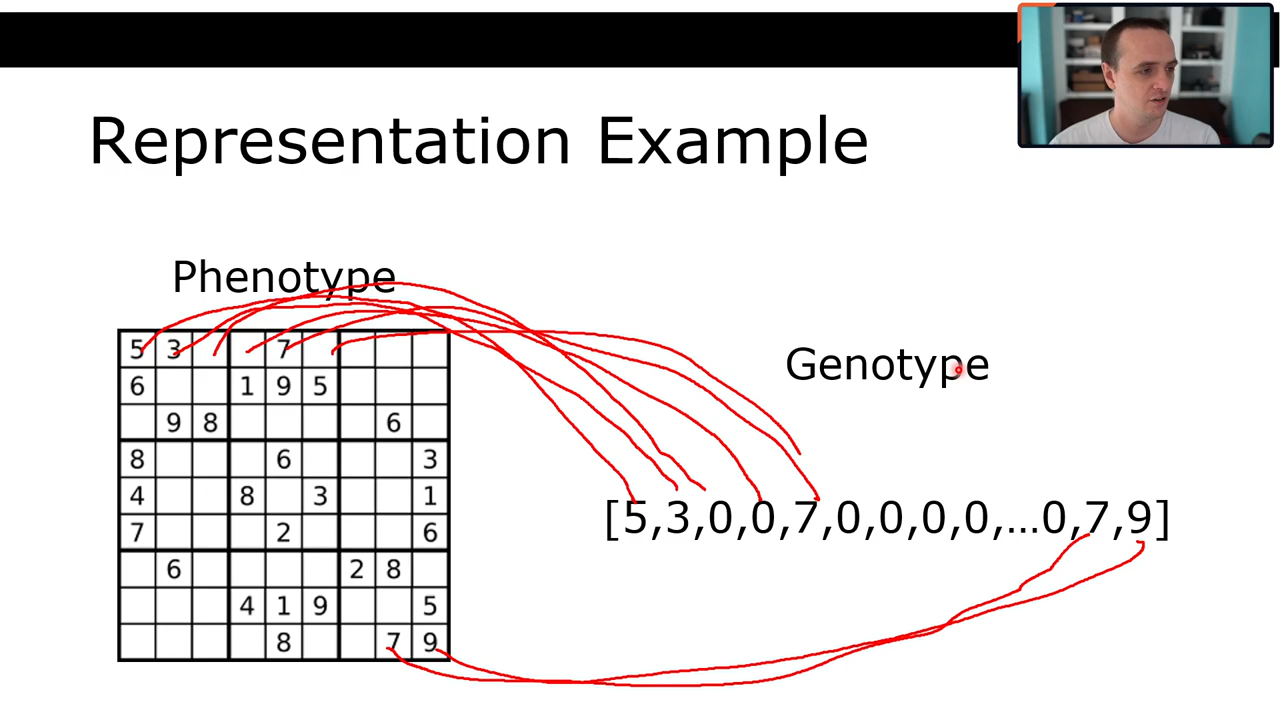 Representation Example
Phenotype
5 3 7
6 1 9 5
9 8 6
8 6 3
4 8 3 1
7 2 6
6 2 8
4 1 9 5
8 7 9
Genotype
[5,3,0,0,7,0,0,0,0,...0,7,9]